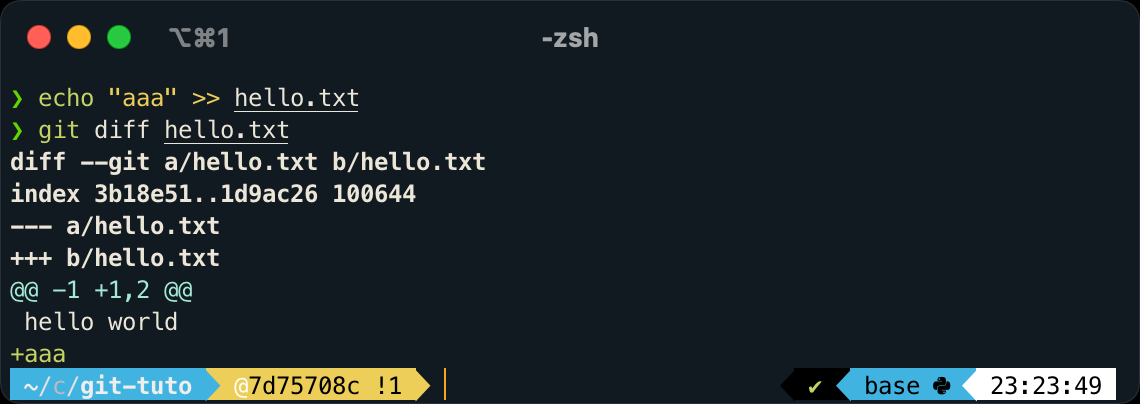 ⌥⌘1 -zsh
❯ echo "aaa" >> hello.txt
❯ git diff hello.txt
diff --git a/hello.txt b/hello.txt
index 3b18e51..1d9ac26 100644
--- a/hello.txt
+++ b/hello.txt
@@ -1 +1,2 @@
 hello world
+aaa
~/c/git-tuto @7d75708c !1 ✔ base 23:23:49